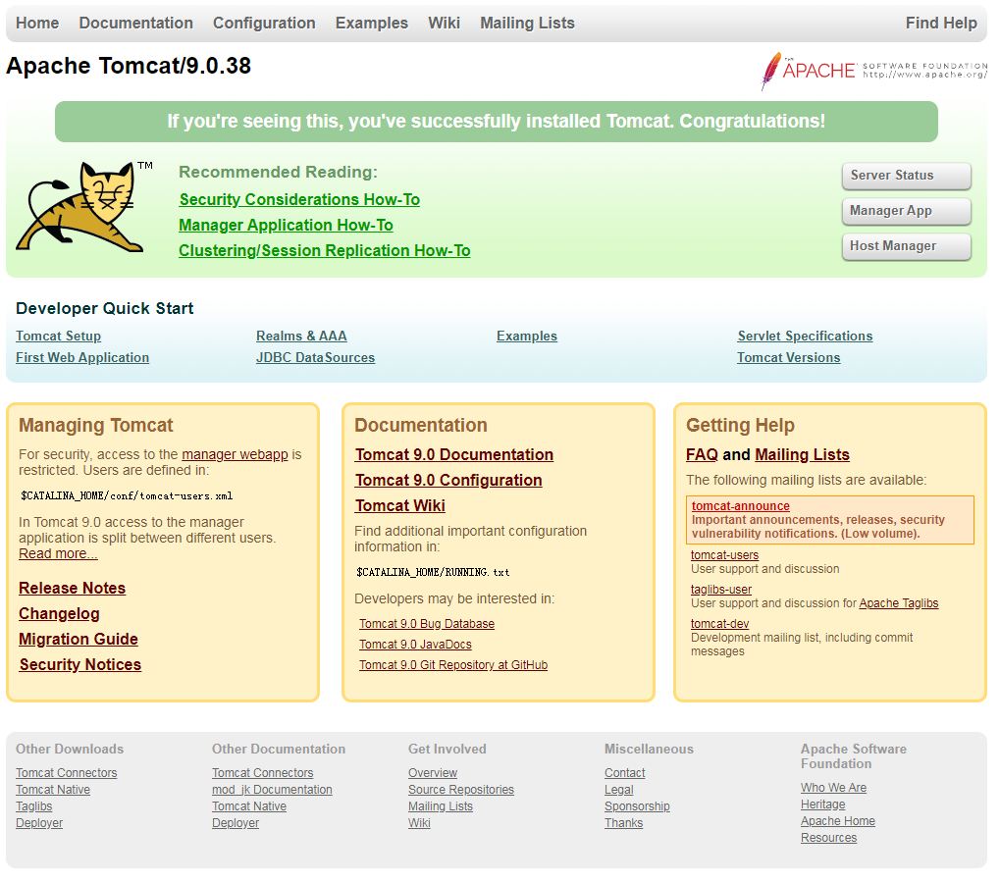 Home Documentation Configuration Examples Wiki Mailing Lists Find Help
Apache Tomcat/9.0.38
THE
APACHE SOFTWARE FOUNDATION
http://www.apache.org/
If you're seeing this, you've successfully installed Tomcat. Congratulations!
TM
Recommended Reading:
Security Considerations How-To
Manager Application How-To
Clustering/Session Replication How-To
Server Status
Manager App
Host Manager
Developer Quick Start
Tomcat Setup
First Web Application
Realms & AAA
JDBC DataSources
Examples
Servlet Specifications
Tomcat Versions
Managing Tomcat
For security, access to the manager webapp is
restricted. Users are defined in:
$CATALINA_HOME/conf/tomcat-users.xml
In Tomcat 9.0 access to the manager
application is split between different users.
Read more...
Release Notes
Changelog
Migration Guide
Security Notices
Documentation
Tomcat 9.0 Documentation
Tomcat 9.0 Configuration
Tomcat Wiki
Find additional important configuration
information in:
$CATALINA_HOME/RUNNING.txt
Developers may be interested in:
Tomcat 9.0 Bug Database
Tomcat 9.0 JavaDocs
Tomcat 9.0 Git Repository at GitHub
Getting Help
FAQ and Mailing Lists
The following mailing lists are available:
tomcat-announce
Important announcements, releases, security
vulnerability notifications. (Low volume).
tomcat-users
User support and discussion
taglibs-user
User support and discussion for Apache Taglibs
tomcat-dev
Development mailing list, including commit
messages
Other Downloads
Tomcat Connectors
Tomcat Native
Taglibs
Deployer
Other Documentation
Tomcat Connectors
mod_jk Documentation
Tomcat Native
Deployer
Get Involved
Overview
Source Repositories
Mailing Lists
Wiki
Miscellaneous
Contact
Legal
Sponsorship
Thanks
Apache Software
Foundation
Who We Are
Heritage
Apache Home
Resources